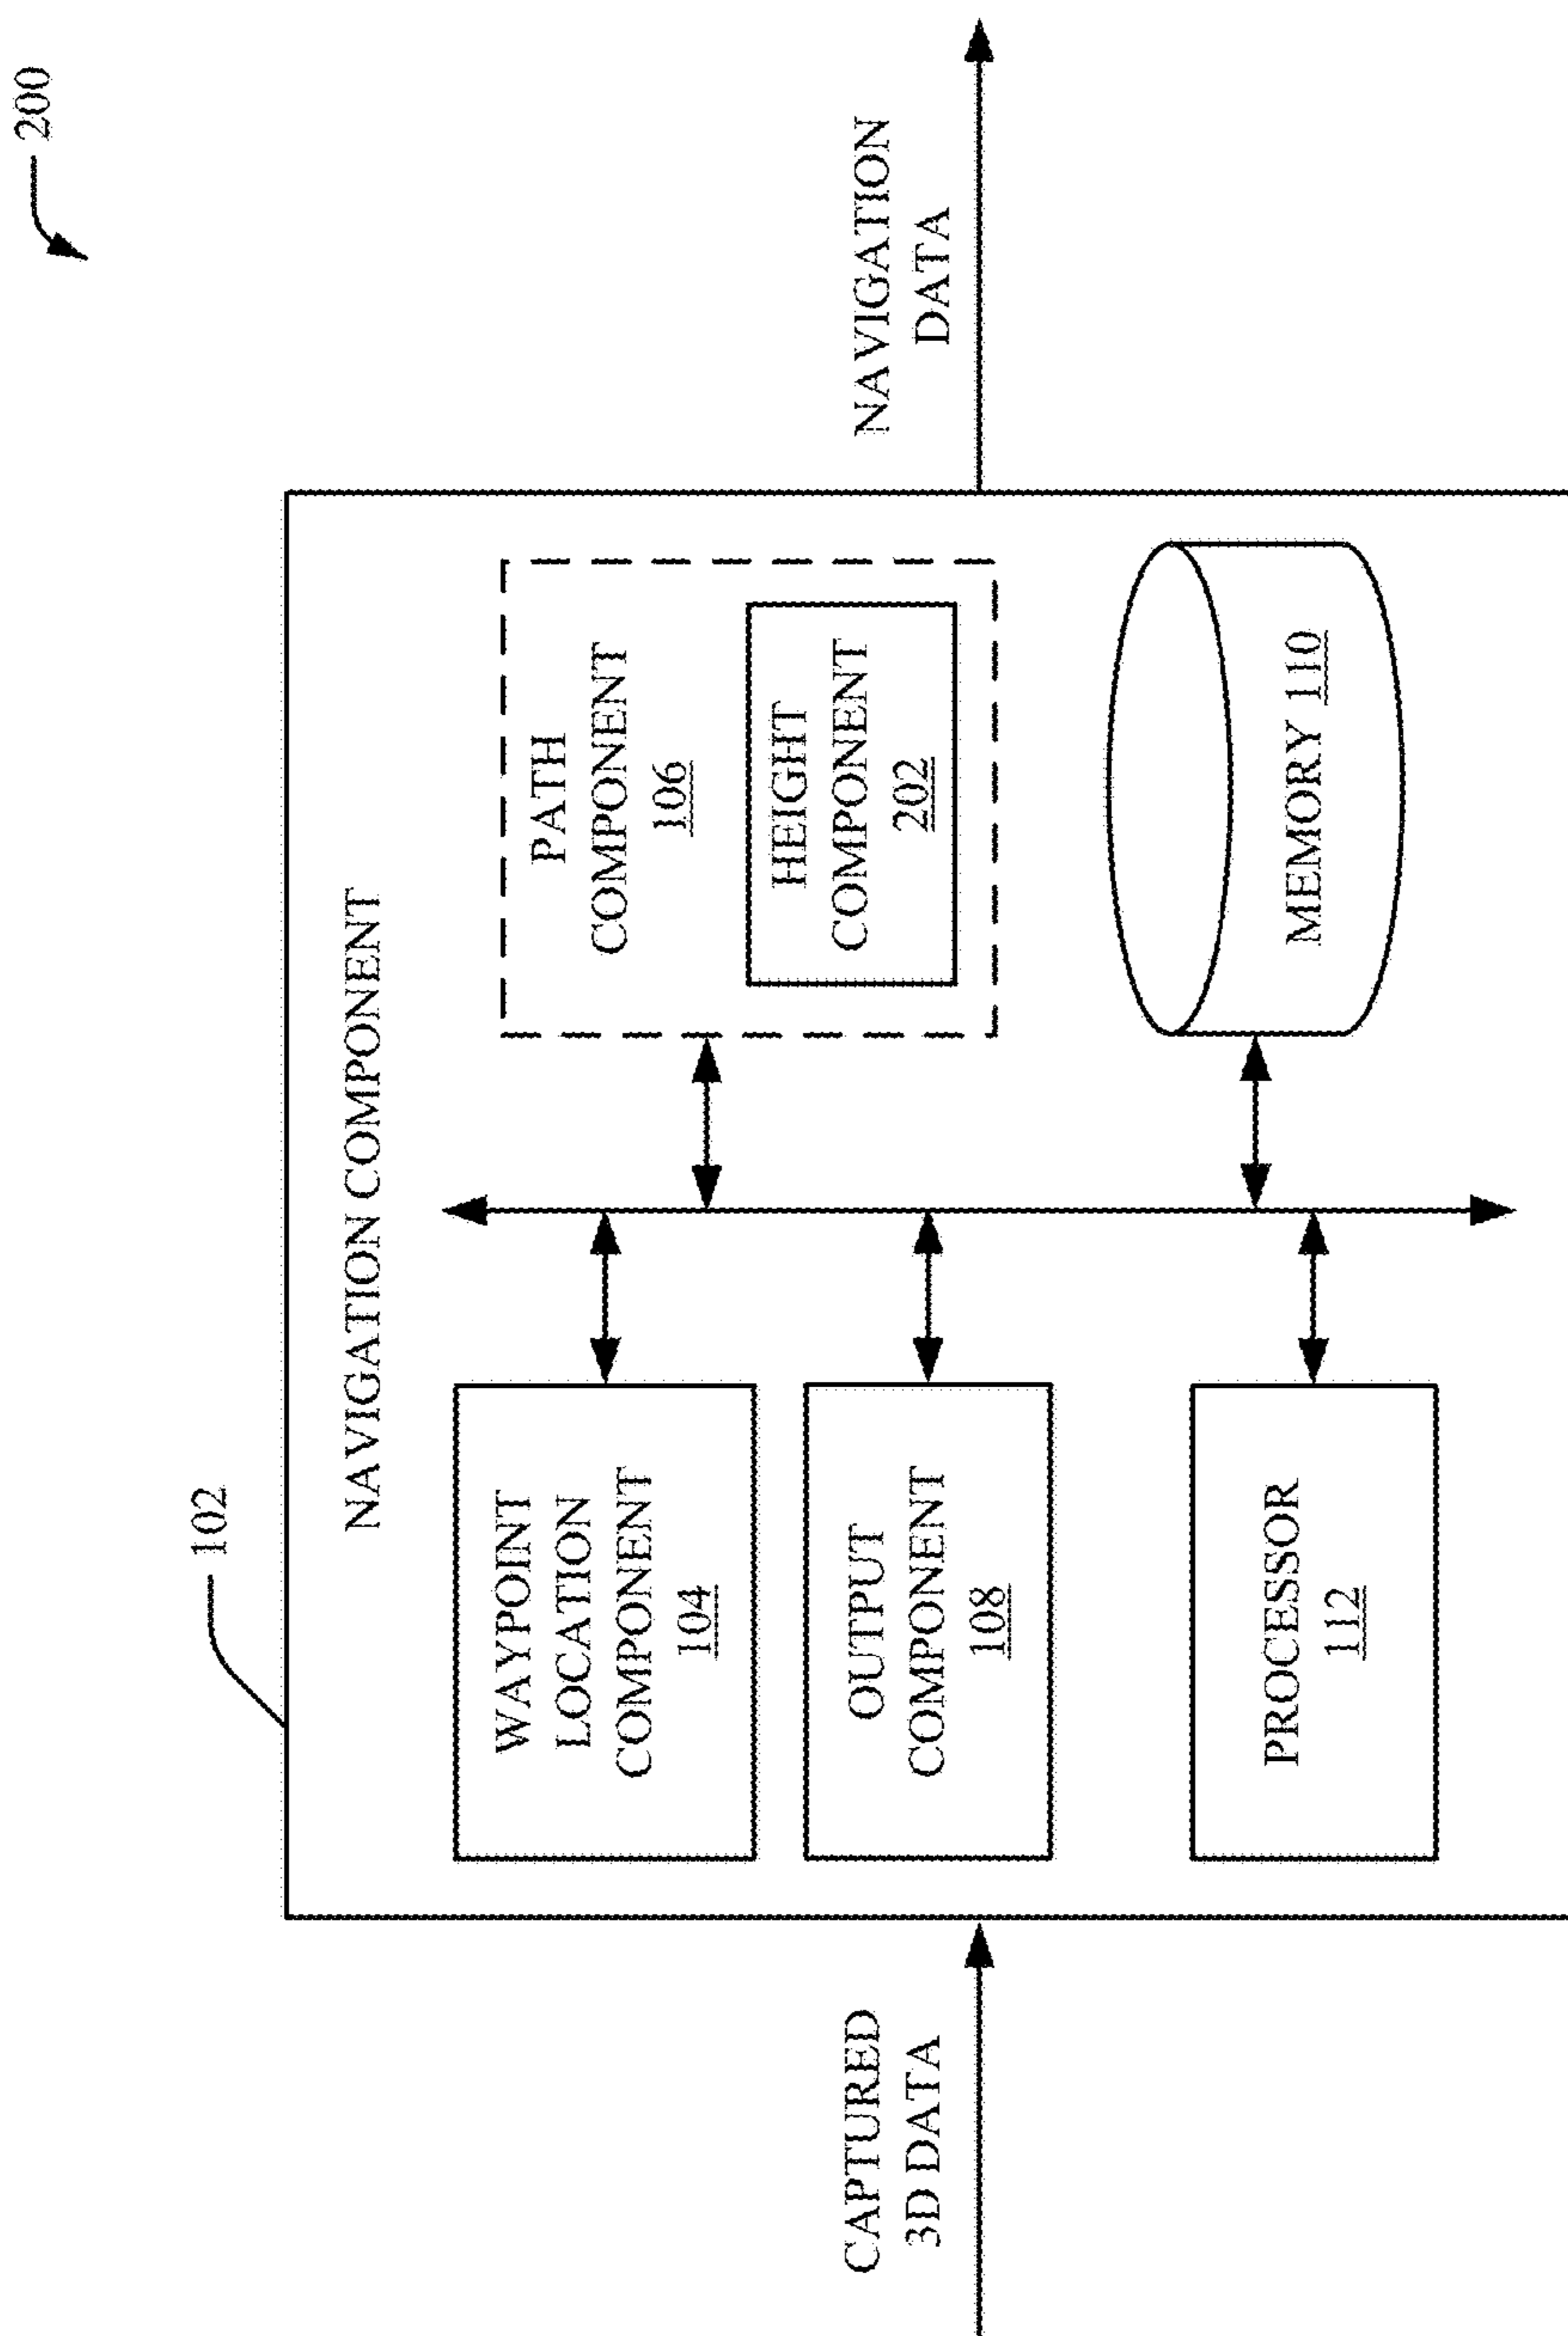 200
102
NAVIGATION COMPONENT
WAYPOINT
LOCATION
COMPONENT
104
PATH
COMPONENT
106
HEIGHT
COMPONENT
202
OUTPUT
COMPONENT
108
PROCESSOR
112
MEMORY 110
CAPTURED
3D DATA
NAVIGATION
DATA